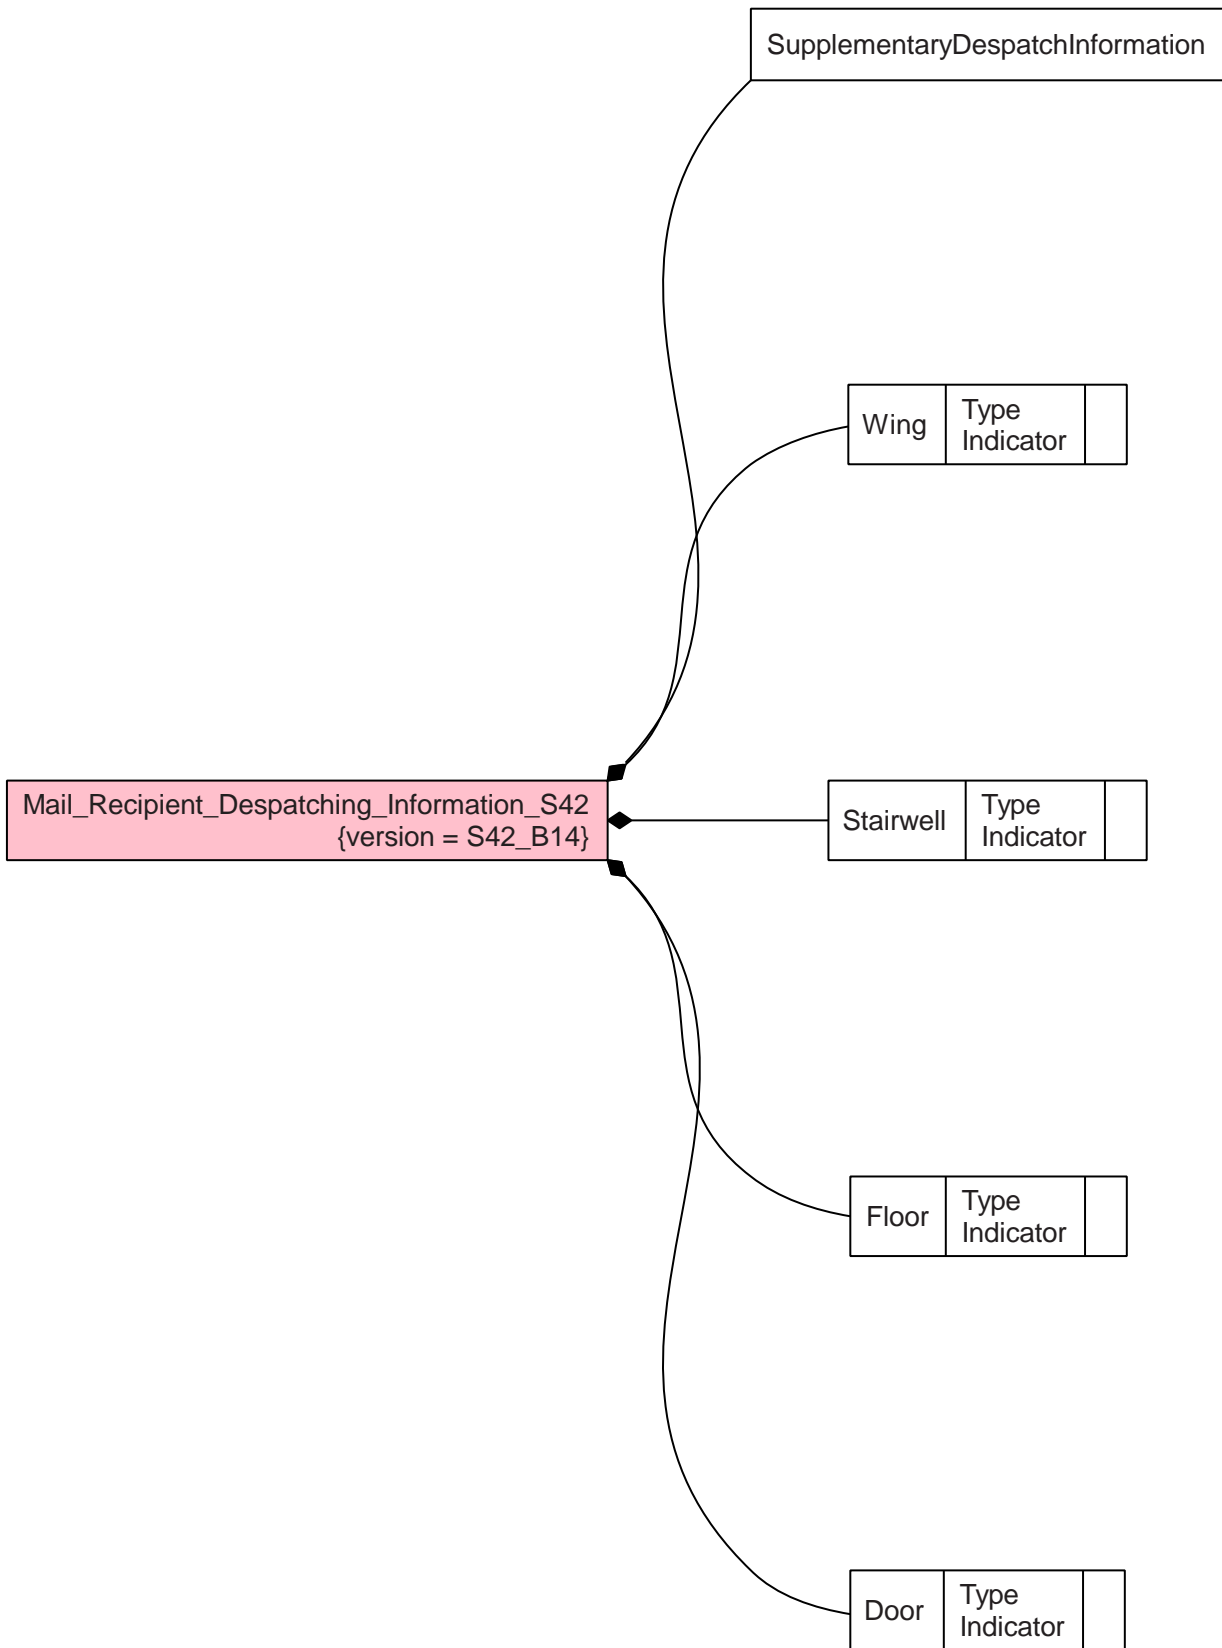 SupplementaryDespatchInformation
Wing
Type
Indicator
Mail_Recipient_Despatching_Information_S42
{version = S42_B14}
Stairwell
Type
Indicator
Floor
Type
Indicator
Door
Type
Indicator